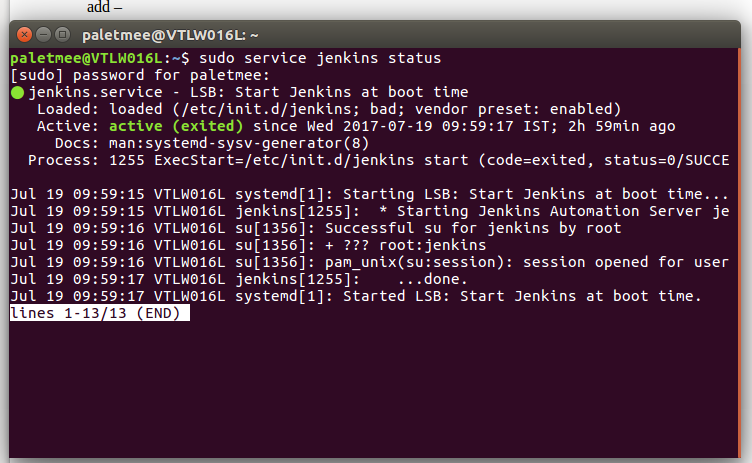 add –
paletmee@VTLW016L: ~
paletmee@VTLW016L:~$ sudo service jenkins status
[sudo] password for paletmee:
● jenkins.service - LSB: Start Jenkins at boot time
   Loaded: loaded (/etc/init.d/jenkins; bad; vendor preset: enabled)
   Active: active (exited) since Wed 2017-07-19 09:59:17 IST; 2h 59min ago
     Docs: man:systemd-sysv-generator(8)
  Process: 1255 ExecStart=/etc/init.d/jenkins start (code=exited, status=0/SUCCE
Jul 19 09:59:15 VTLW016L systemd[1]: Starting LSB: Start Jenkins at boot time...
Jul 19 09:59:15 VTLW016L jenkins[1255]:  * Starting Jenkins Automation Server je
Jul 19 09:59:16 VTLW016L su[1356]: Successful su for jenkins by root
Jul 19 09:59:16 VTLW016L su[1356]: + ??? root:jenkins
Jul 19 09:59:16 VTLW016L su[1356]: pam_unix(su:session): session opened for user
Jul 19 09:59:17 VTLW016L jenkins[1255]:    ...done.
Jul 19 09:59:17 VTLW016L systemd[1]: Started LSB: Start Jenkins at boot time.
lines 1-13/13 (END)